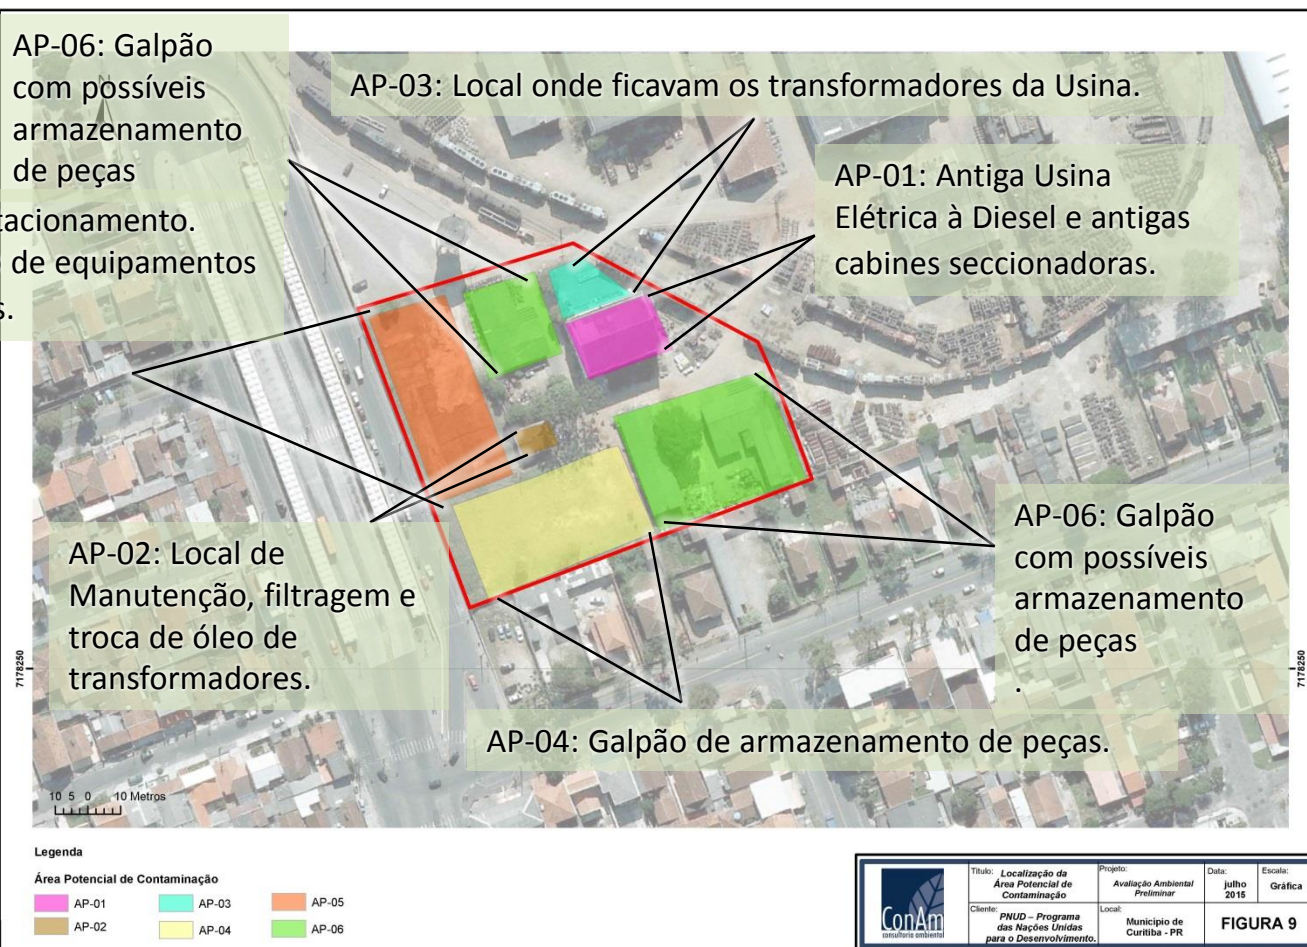 AP-06: Galpão
com possíveis
armazenamento
de peças
tacionamento.
de equipamentos
s.
AP-03: Local onde ficavam os transformadores da Usina.
AP-01: Antiga Usina
Elétrica à Diesel e antigas
cabines seccionadoras.
AP-02: Local de
Manutenção, filtragem e
troca de óleo de
transformadores.
AP-06: Galpão
com possíveis
armazenamento
de peças
.
AP-04: Galpão de armazenamento de peças.
7178250
7178250
10 5 0 10 Metros
Legenda
Área Potencial de Contaminação
AP-01
AP-03
AP-05
AP-02
AP-04
AP-06
ConAm
consultoria ambiental
Titulo: Localização da
Área Potencial de
Contaminação
Projeto:
Avaliação Ambiental
Preliminar
Data:
julho
2015
Escala:
Gráfica
Cliente:
PNUD – Programa
das Nações Unidas
para o Desenvolvimento.
Local:
Municipio de
Curitiba - PR
FIGURA 9